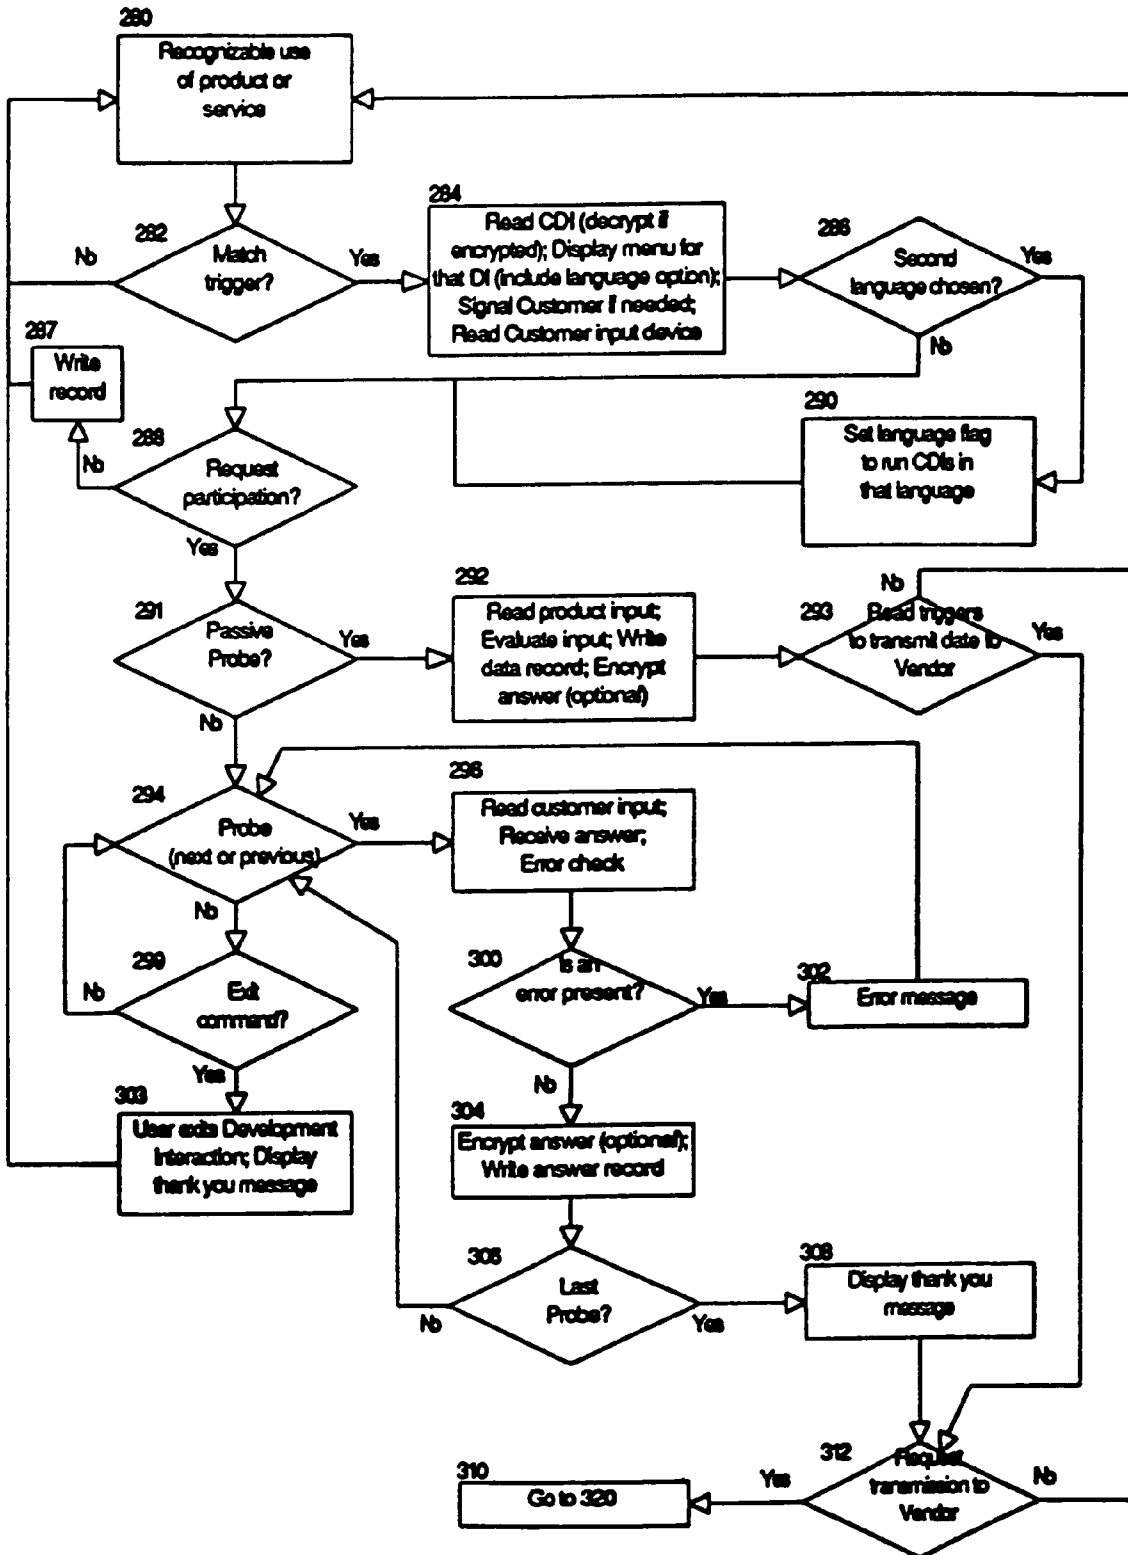 280
Recognizable use
of product or
service
282
Match
trigger?
No
Yes
284
Read CDI (decrypt if
encrypted); Display menu for
that DI (include language option);
Signal Customer if needed;
Read Customer input device
286
Second
language chosen?
Yes
No
287
Write
record
288
Request
participation?
No
Yes
290
Set language flag
to run CDIs in
that language
291
Passive
Probe?
Yes
No
292
Read product input;
Evaluate input; Write
data record; Encrypt
answer (optional)
293
No
Read triggers
to transmit date to
Vendor
Yes
294
Probe
(next or previous)
Yes
No
296
Read customer input;
Receive answer;
Error check
299
Exit
command?
No
Yes
300
Is an
error present?
Yes
No
302
Error message
303
User exits Development
Interaction; Display
thank you message
304
Encrypt answer (optional);
Write answer record
306
Last
Probe?
No
Yes
308
Display thank you
message
310
Go to 320
312
Request
transmission to
Vendor
Yes
No